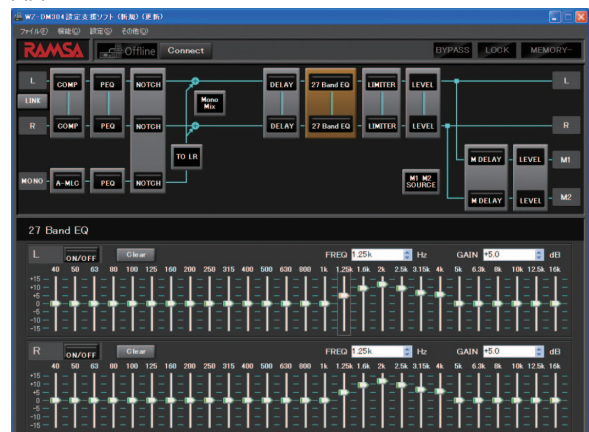 WZ-DM304 設定支援ソフト (新規) (更新)
ファイル(F) 機能(C) 設定(S) その他(O)
RAMSA Offline Connect BYPASS LOCK MEMORY-
L COMP PEQ NOTCH DELAY 27 Band EQ LIMITER LEVEL L
LINK
Mono
Mix
R COMP PEQ NOTCH DELAY 27 Band EQ LIMITER LEVEL R
TO LR
M DELAY LEVEL M1
MONO A-MLC PEQ NOTCH
M1 M2
SOURCE
M DELAY LEVEL M2
27 Band EQ
L ON/OFF Clear FREQ 1.25k Hz GAIN +5.0 dB
40 50 63 80 100 125 160 200 250 315 400 500 630 800 1k 1.25k 1.6k 2k 2.5k 3.15k 4k 5k 6.3k 8k 10k 12.5k 16k
+15
+10
+5
0
-5
-10
-15
R ON/OFF Clear FREQ 1.25k Hz GAIN +5.0 dB
40 50 63 80 100 125 160 200 250 315 400 500 630 800 1k 1.25k 1.6k 2k 2.5k 3.15k 4k 5k 6.3k 8k 10k 12.5k 16k
+15
+10
+5
0
-5
-10
-15